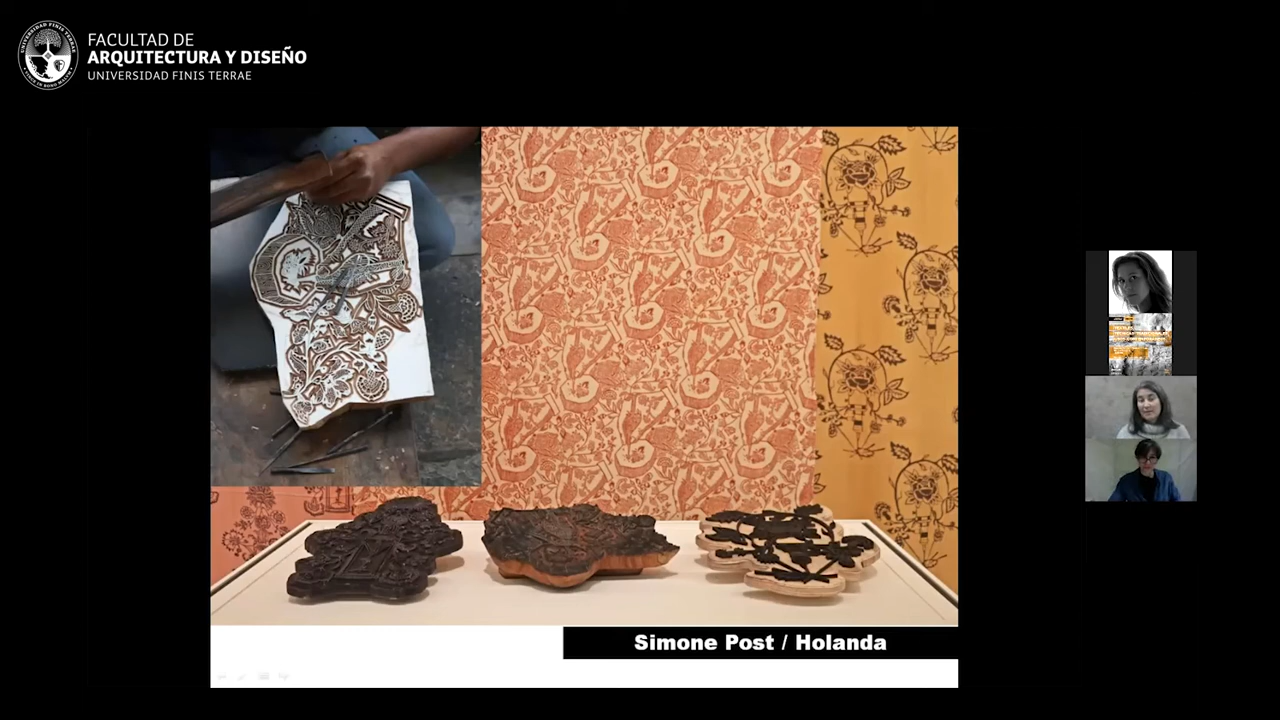 FACULTAD DE
ARQUITECTURA Y DISEÑO
UNIVERSIDAD FINIS TERRAE
Simone Post / Holanda